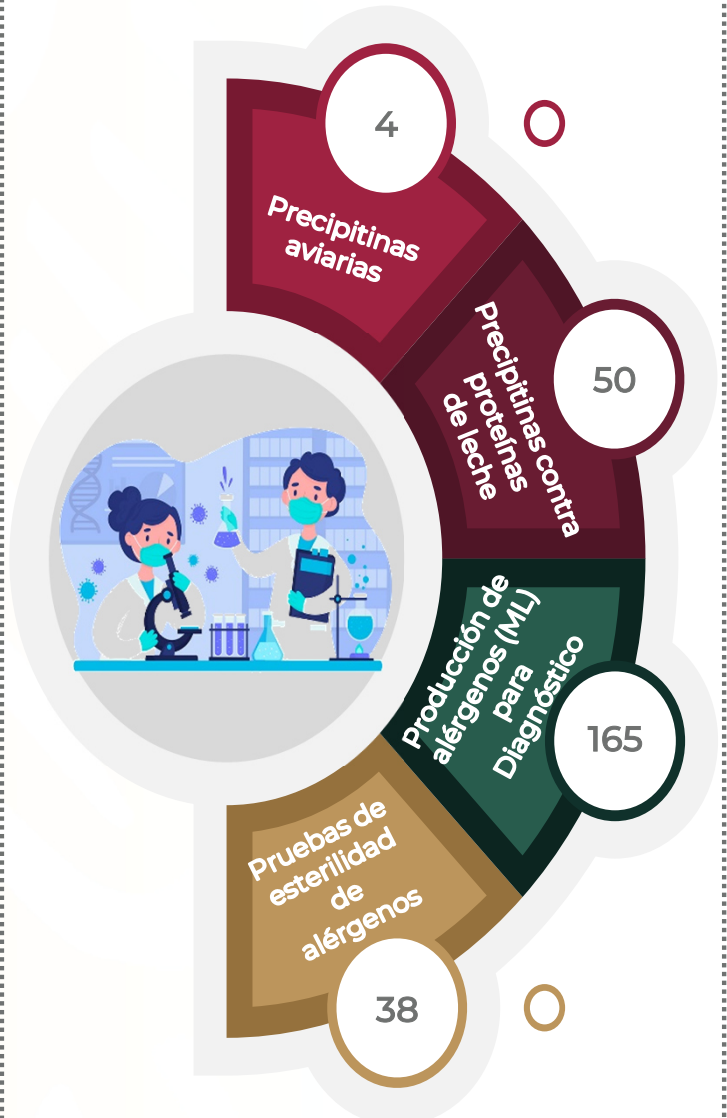 4
Precipitinas
aviarias
50
Precipitinas contra
proteínas
de leche
Producción de
alérgenos (ML)
para
Diagnóstico
165
Pruebas de
esterilidad
de
alérgenos
38